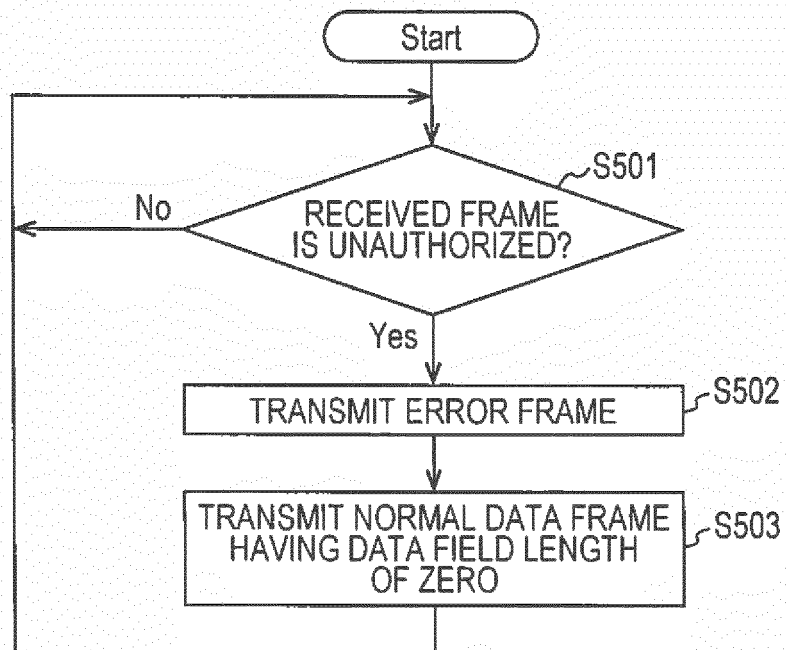 Start
S501
No
RECEIVED FRAME
IS UNAUTHORIZED?
Yes
S502
TRANSMIT ERROR FRAME
TRANSMIT NORMAL DATA FRAME
HAVING DATA FIELD LENGTH
OF ZERO
S503